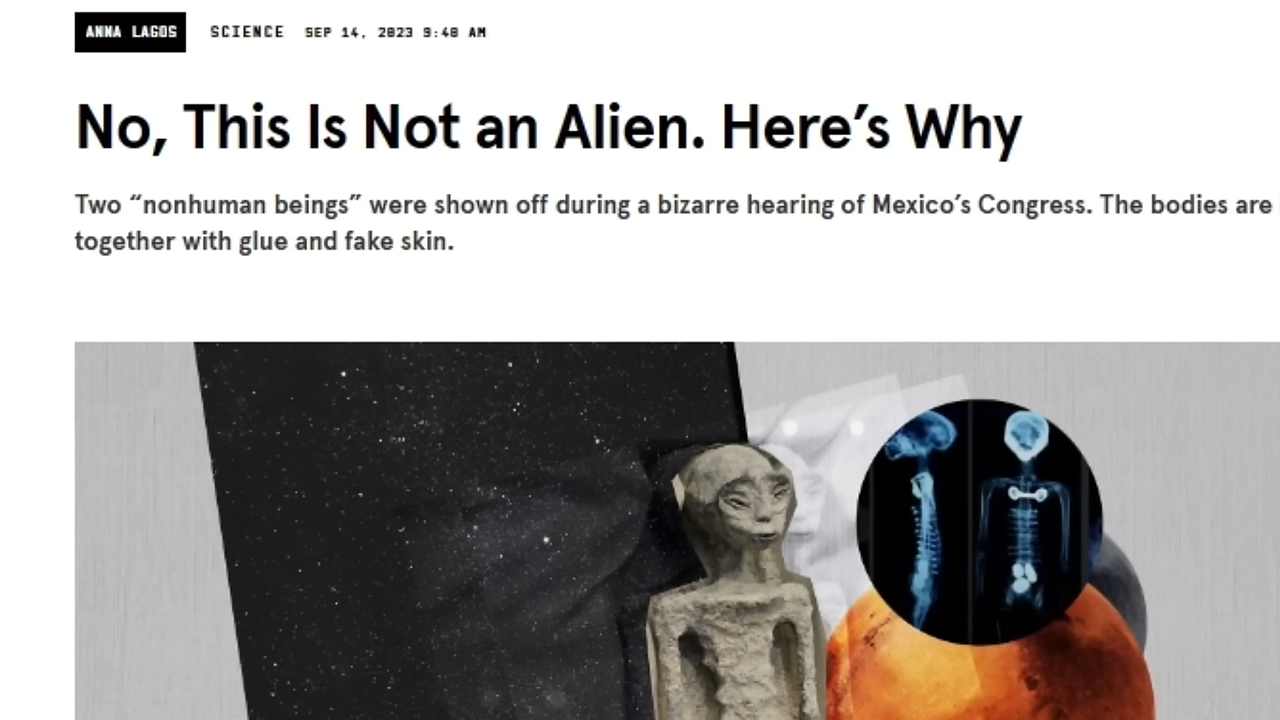 ANNA LAGOS SCIENCE SEP 14, 2023 9:48 AM
No, This Is Not an Alien. Here’s Why
Two “nonhuman beings” were shown off during a bizarre hearing of Mexico’s Congress. The bodies are
together with glue and fake skin.